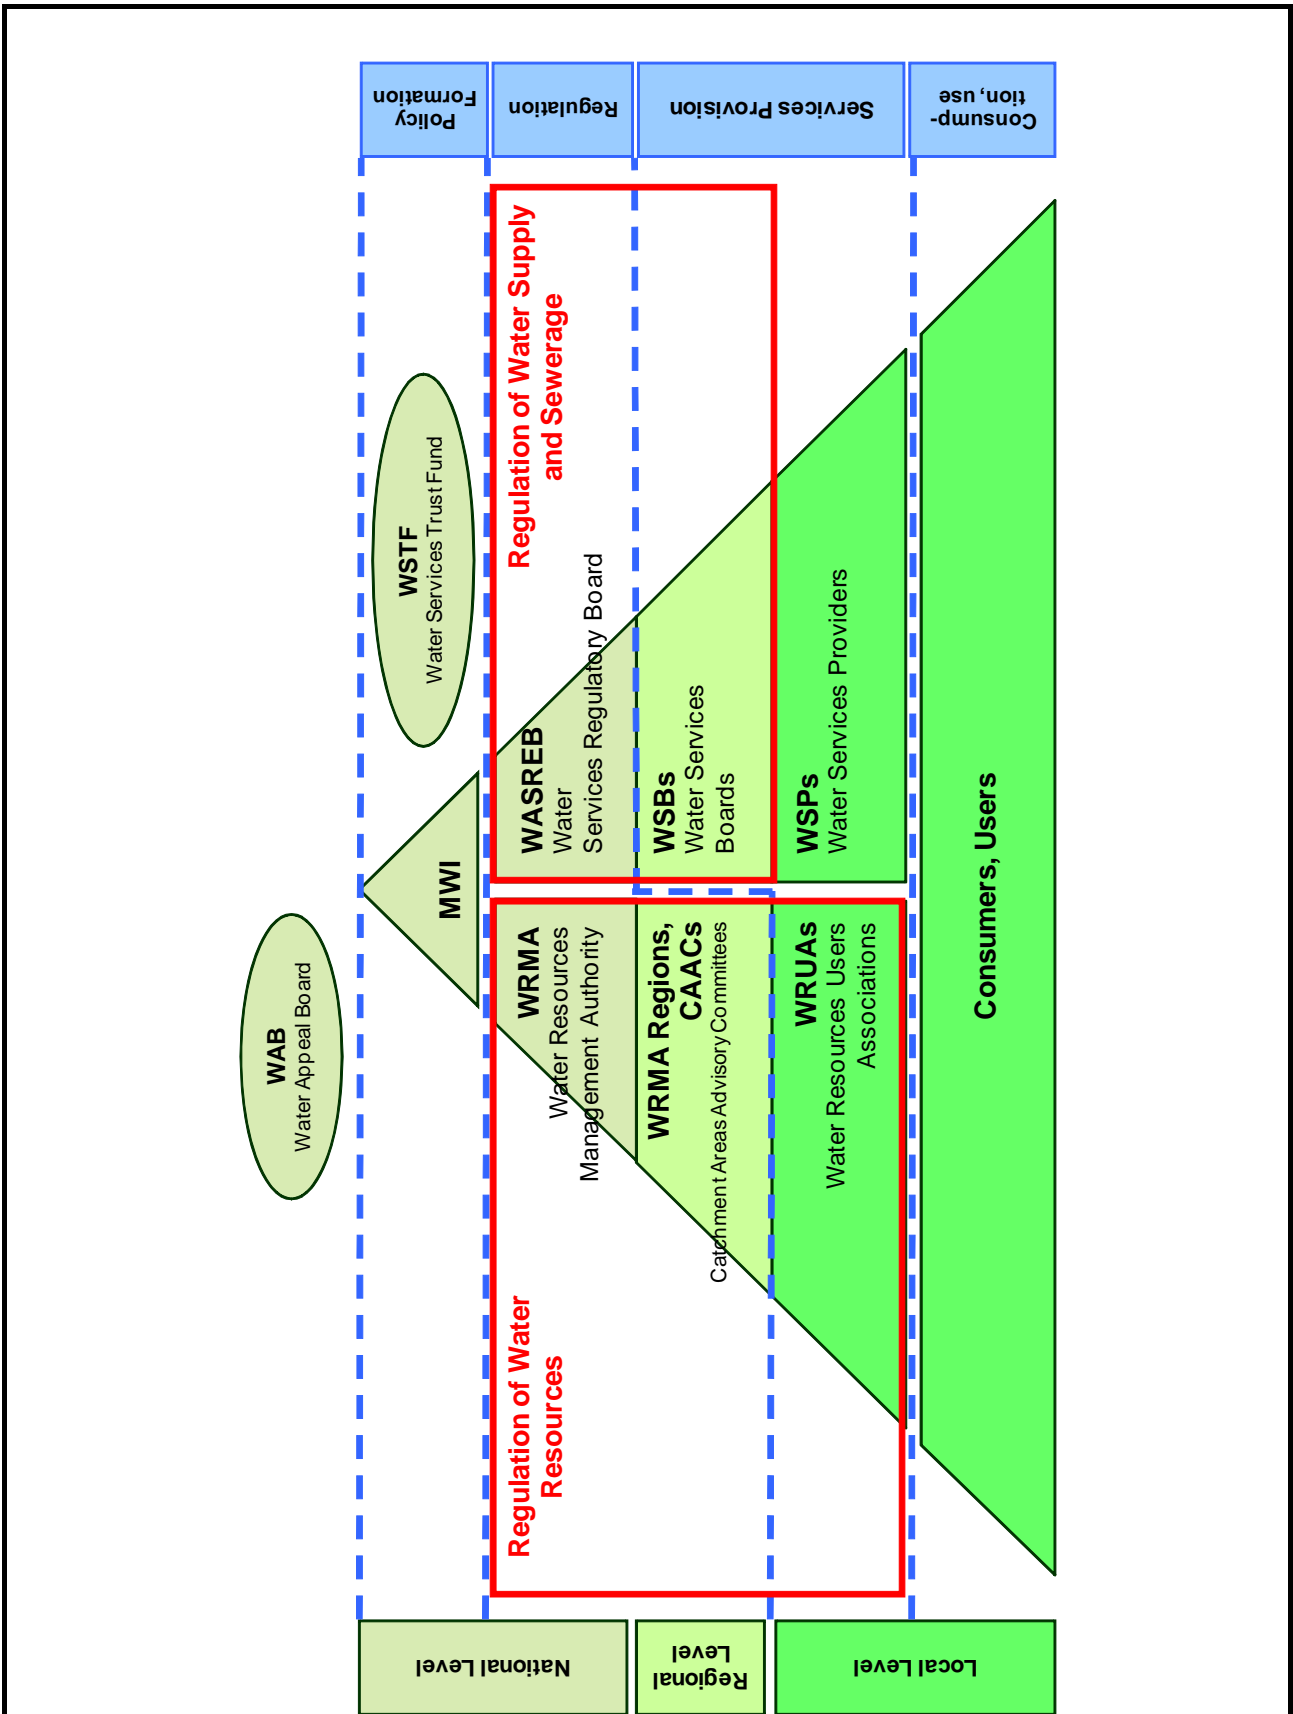 WAB
Water Appeal Board
WSTF
Water Services Trust Fund
MWI
Policy
Formation
Regulation
Services Provision
Consump-
tion, use
National Level
Regional
Level
Local Level
Regulation of Water
Resources
WRMA
Water Resources
Management Authority
WRMA Regions,
CAACs
Catchment Areas Advisory Committees
WRUAs
Water Resources Users
Associations
Regulation of Water Supply
and Sewerage
WASREB
Water
Services Regulatory Board
WSBs
Water Services
Boards
WSPs
Water Services Providers
Consumers, Users